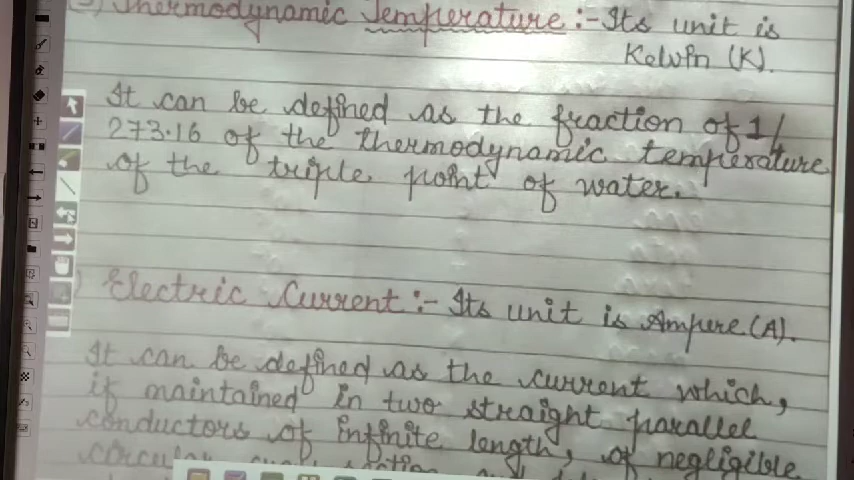 Thermodynamic Temperature :- Its unit is
Kelvin (K).
It can be defined as the fraction of 1/
273.16 of the thermodynamic temperature
of the triple point of water.
Electric Current :- Its unit is Ampere (A).
It can be defined as the current which,
if maintained in two straight parallel
conductors of infinite length, of negligible
circular